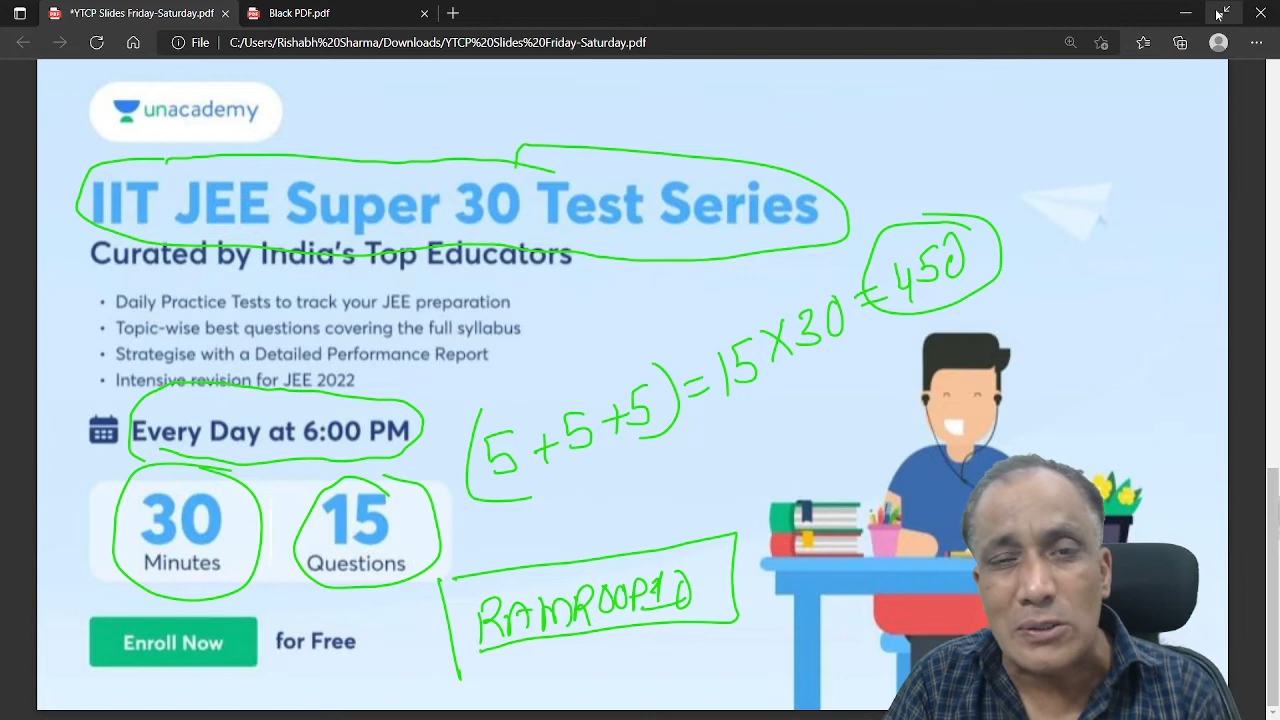 *YTCP Slides Friday-Saturday.pdf
Black PDF.pdf
File
C:/Users/Rishabh%20Sharma/Downloads/YTCP%20Slides%20Friday-Saturday.pdf
unacademy
IIT JEE Super 30 Test Series
Curated by India's Top Educators
• Daily Practice Tests to track your JEE preparation
• Topic-wise best questions covering the full syllabus
• Strategise with a Detailed Performance Report
• Intensive revision for JEE 2022
(5+5+5)=15×30=450
Every Day at 6:00 PM
30
Minutes
15
Questions
RAMROOP10
Enroll Now
for Free